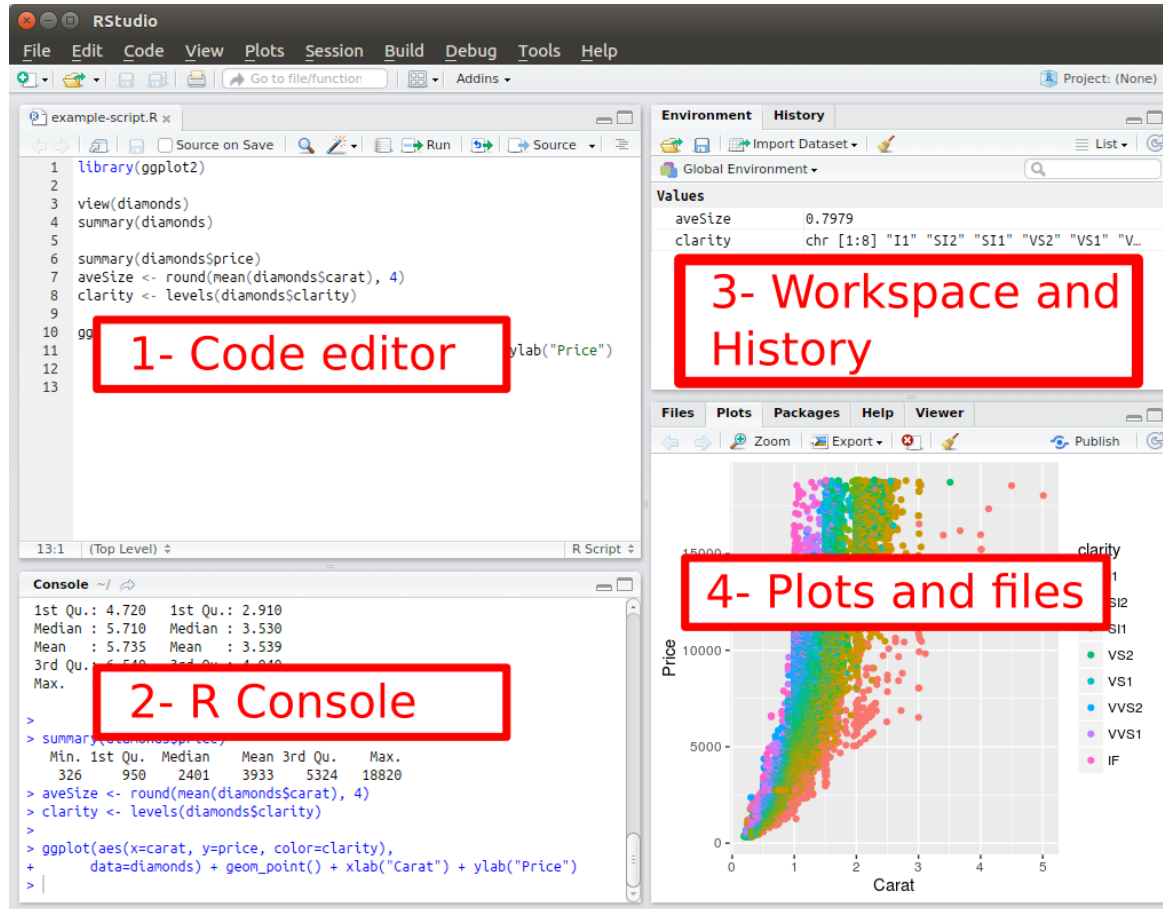 RStudio
File Edit Code View Plots Session Build Debug Tools Help
Go to file/function Addins Project: (None)
example-script.R
Source on Save Run Source
1 library(ggplot2)
2
3 view(diamonds)
4 summary(diamonds)
5
6 summary(diamonds$price)
7 aveSize <- round(mean(diamonds$carat), 4)
8 clarity <- levels(diamonds$clarity)
9
10
11 ylab("Price")
12
13
1- Code editor
13:1 (Top Level) R Script
Console ~/
1st Qu.: 4.720 1st Qu.: 2.910
Median : 5.710 Median : 3.530
Mean : 5.735 Mean : 3.539
3rd Qu.
Max.
2- R Console
>
> summary(diamonds$price)
Min. 1st Qu. Median Mean 3rd Qu. Max.
326 950 2401 3933 5324 18820
> aveSize <- round(mean(diamonds$carat), 4)
> clarity <- levels(diamonds$clarity)
>
> ggplot(aes(x=carat, y=price, color=clarity),
+ data=diamonds) + geom_point() + xlab("Carat") + ylab("Price")
>
Environment History
Import Dataset List
Global Environment
Values
aveSize 0.7979
clarity chr [1:8] "I1" "SI2" "SI1" "VS2" "VS1" "V…
3- Workspace and
History
Files Plots Packages Help Viewer
Zoom Export Publish
4- Plots and files
15000
10000
5000
0
Price
0 1 2 3 4 5
Carat
clarity
SI2
SI1
VS2
VS1
VVS2
VVS1
IF